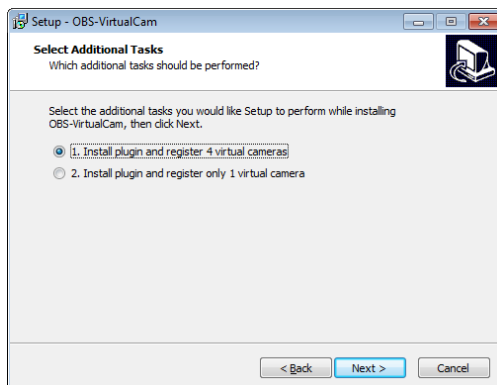 Setup - OBS-VirtualCam
Select Additional Tasks
Which additional tasks should be performed?
Select the additional tasks you would like Setup to perform while installing
OBS-VirtualCam, then click Next.
1. Install plugin and register 4 virtual cameras
2. Install plugin and register only 1 virtual camera
< Back Next > Cancel